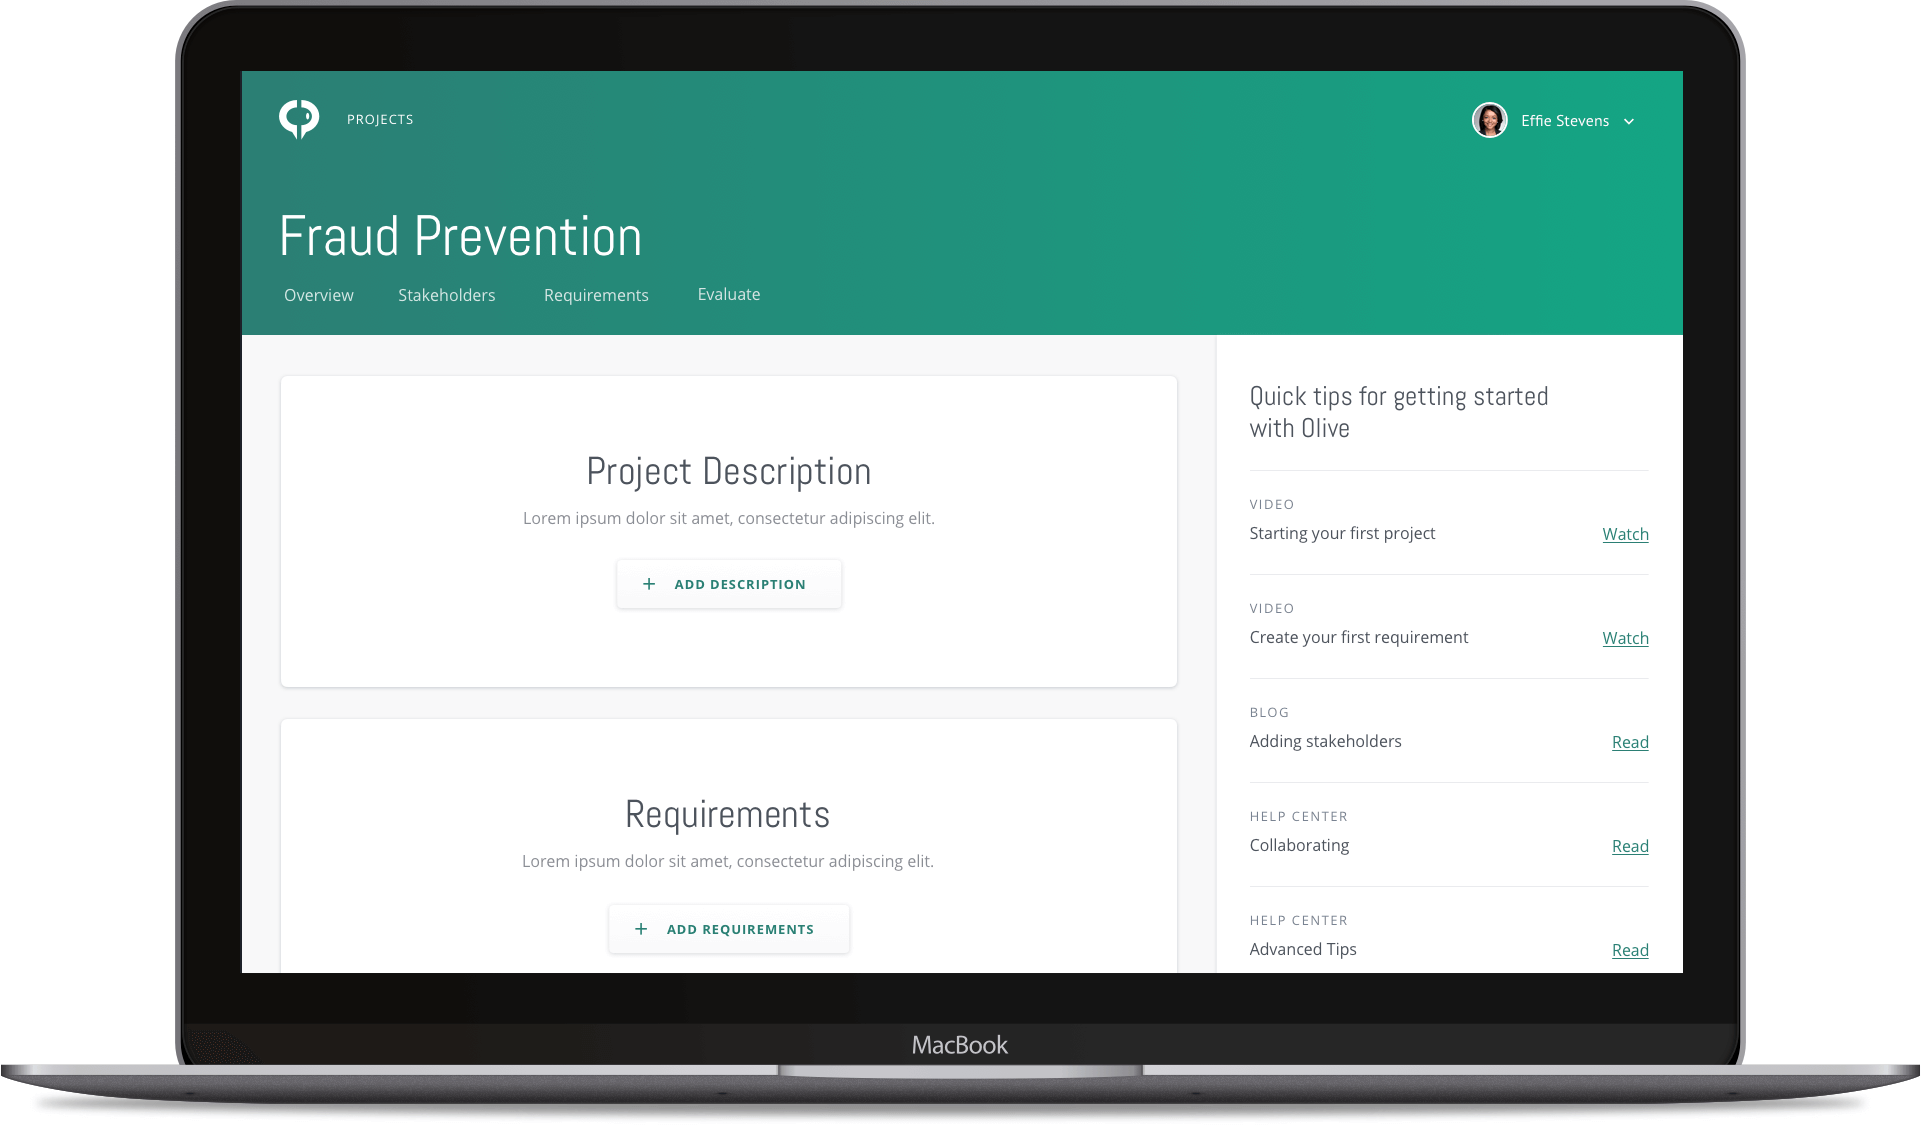 PROJECTS
Effie Stevens
Fraud Prevention
Overview
Stakeholders
Requirements
Evaluate
Project Description
Lorem ipsum dolor sit amet, consectetur adipiscing elit.
+ ADD DESCRIPTION
Requirements
Lorem ipsum dolor sit amet, consectetur adipiscing elit.
+ ADD REQUIREMENTS
Quick tips for getting started
with Olive
VIDEO
Starting your first project
Watch
VIDEO
Create your first requirement
Watch
BLOG
Adding stakeholders
Read
HELP CENTER
Collaborating
Read
HELP CENTER
Advanced Tips
Read
MacBook